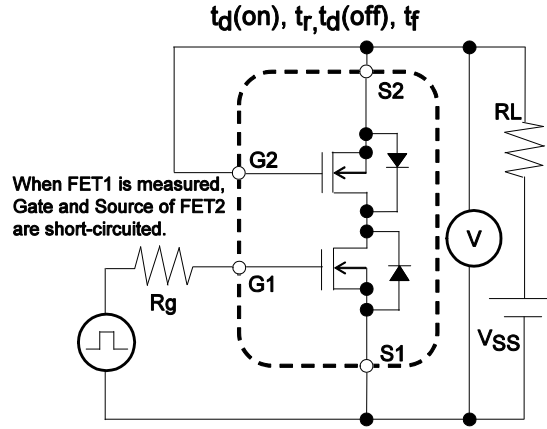 td(on), tr,td(off), tf
S2
RL
G2
When FET1 is measured,
Gate and Source of FET2
are short-circuited.
V
G1
Rg
VSS
S1